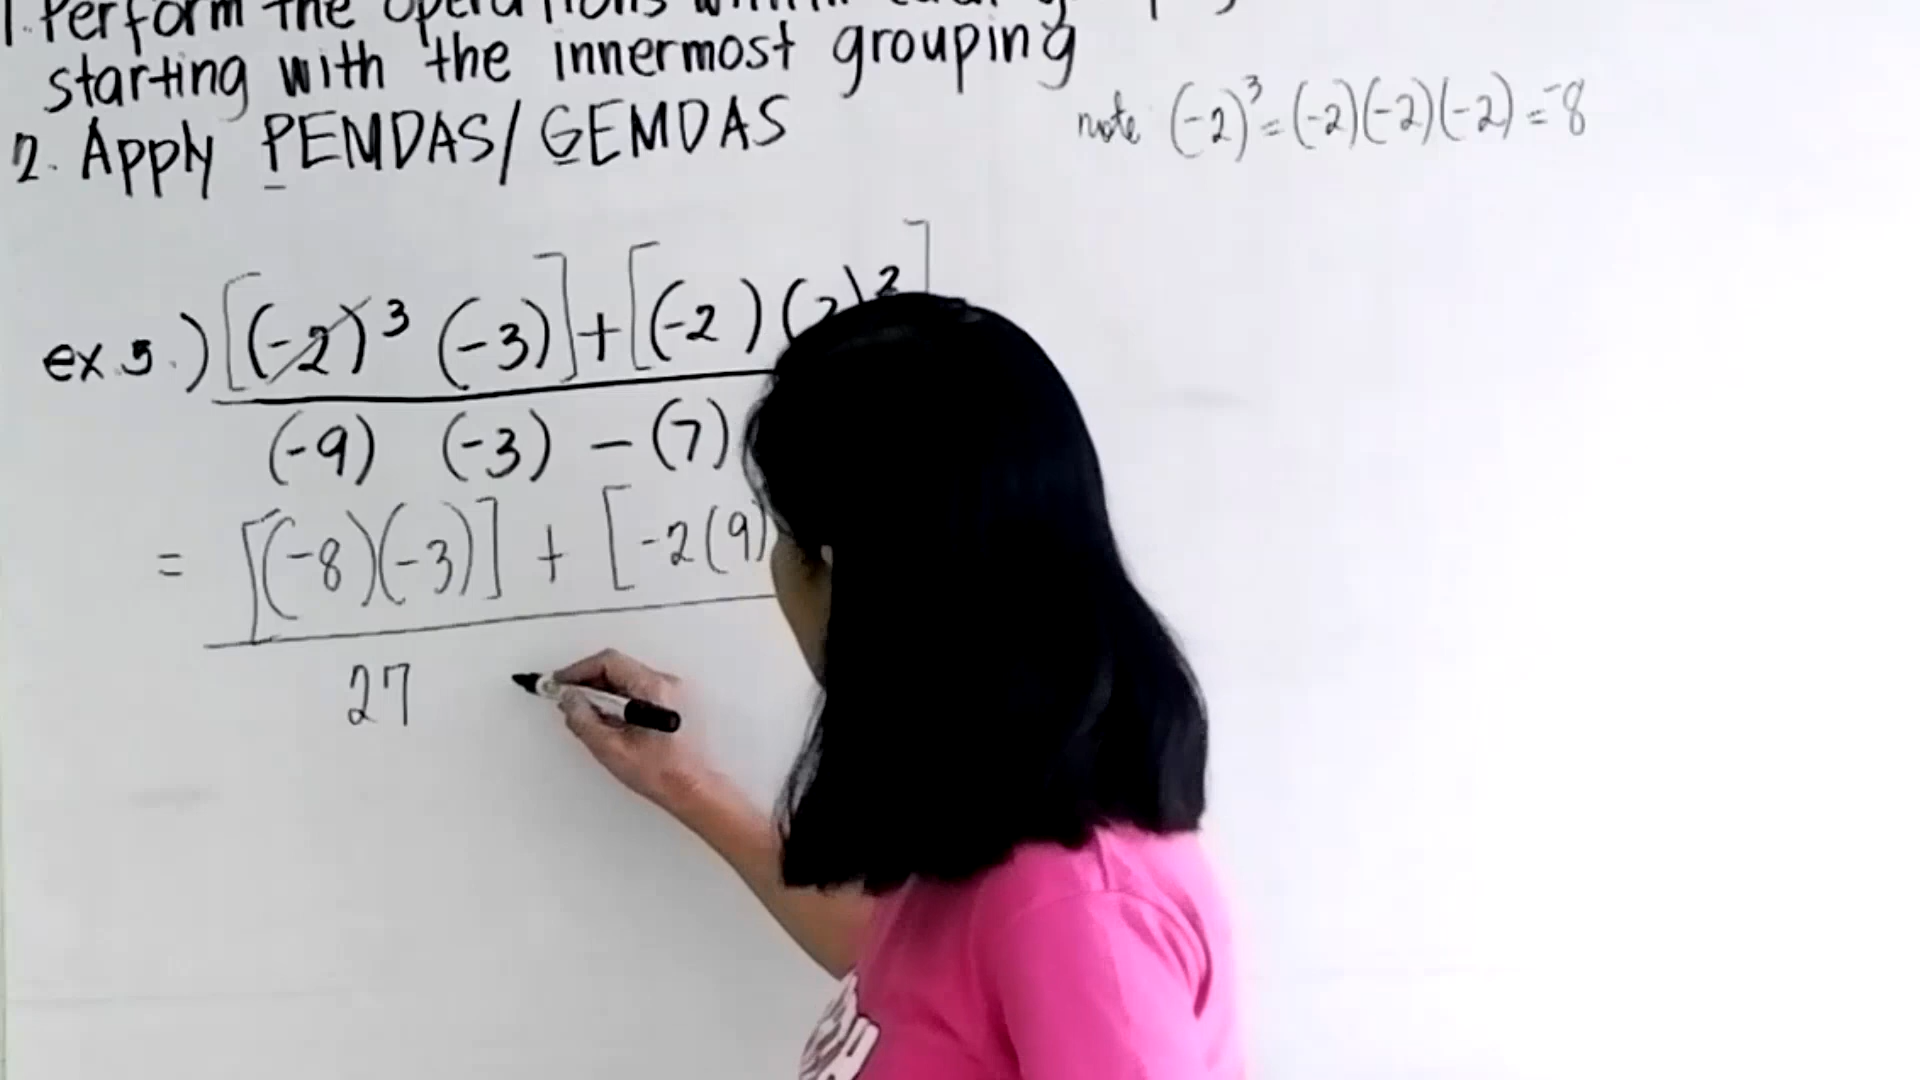 1. Perform the operations within each
starting with the innermost grouping
2. Apply PEMDAS/GEMDAS
note (-2)³=(-2)(-2)(-2)=-8
ex.5.) [(-2)³ (-3)]+[(-2)( )²]
(-9) (-3) - (7)
= [(-8)(-3)] + [-2(9)
27